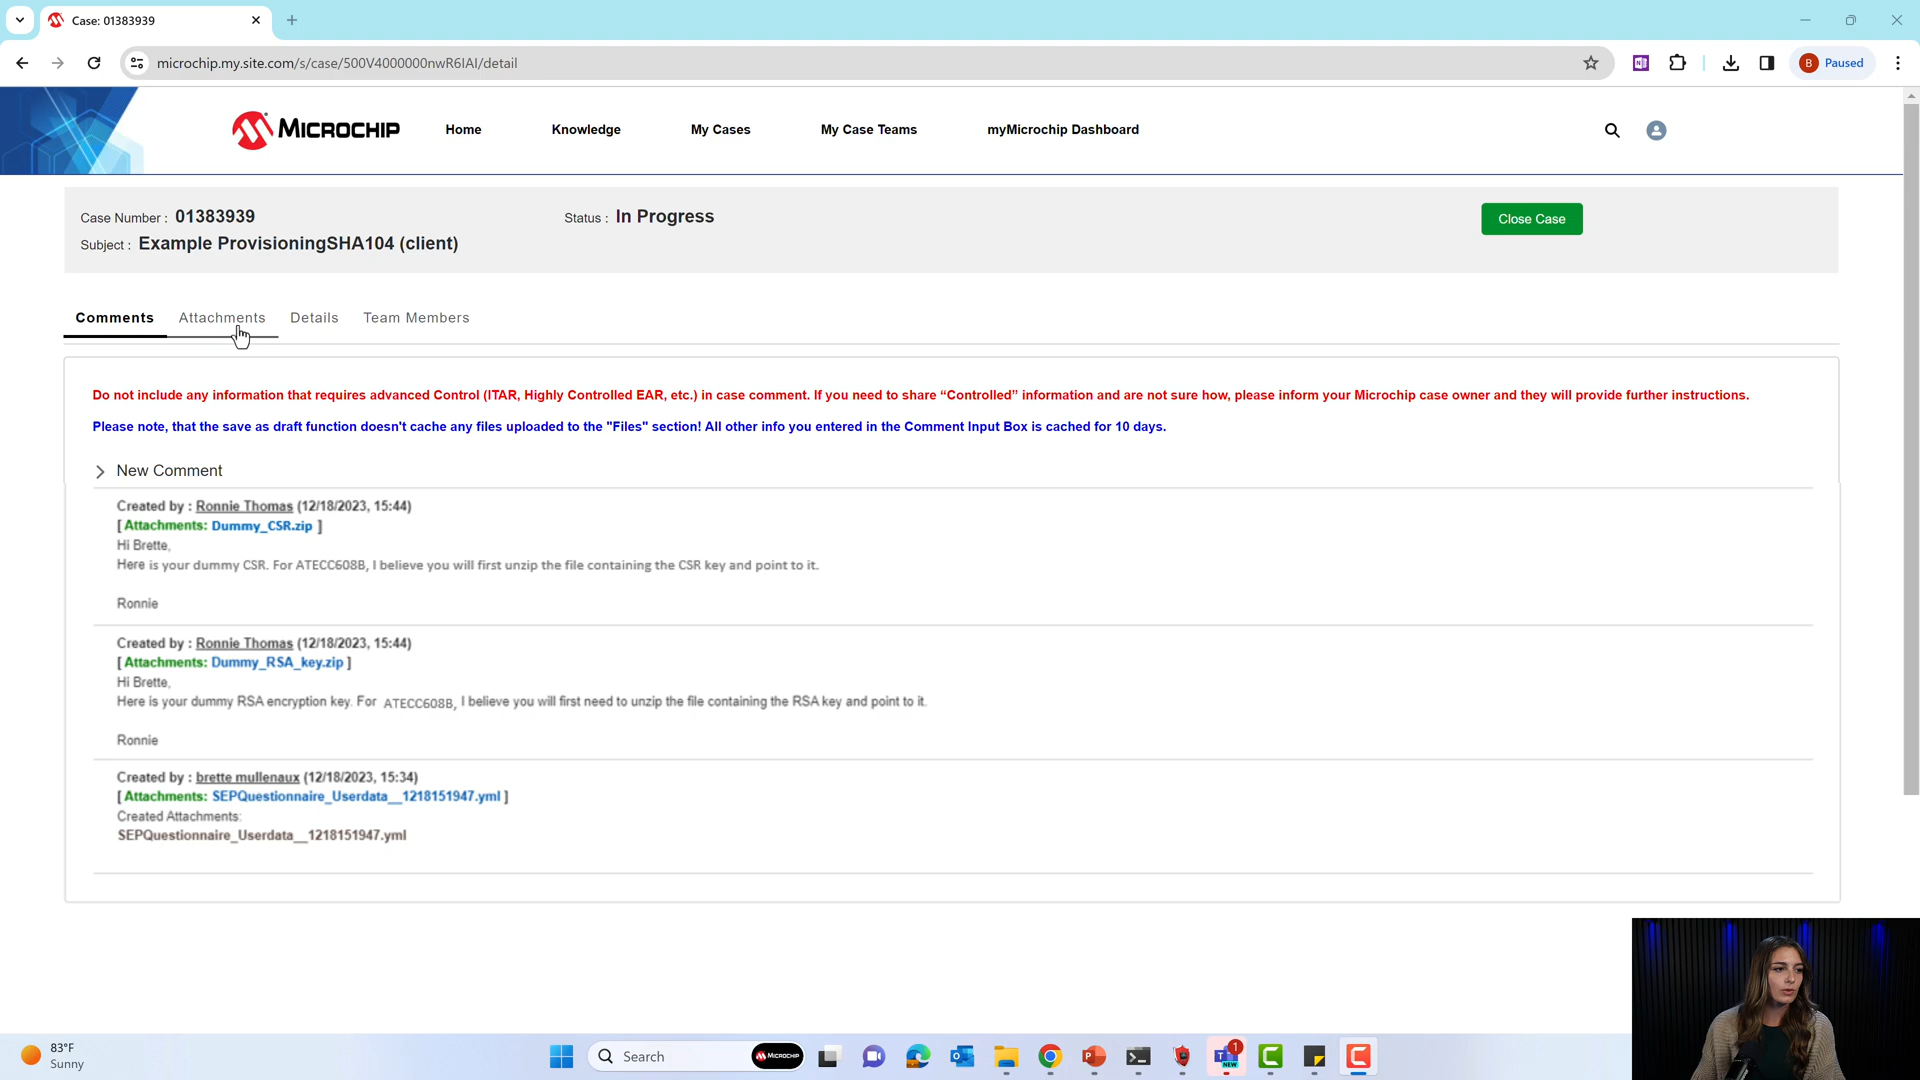 Case: 01383939
microchip.my.site.com/s/case/500V4000000nwR6IAI/detail
B Paused
MICROCHIP
Home
Knowledge
My Cases
My Case Teams
myMicrochip Dashboard
Case Number : 01383939
Status : In Progress
Close Case
Subject : Example ProvisioningSHA104 (client)
Comments
Attachments
Details
Team Members
Do not include any information that requires advanced Control (ITAR, Highly Controlled EAR, etc.) in case comment. If you need to share “Controlled” information and are not sure how, please inform your Microchip case owner and they will provide further instructions.
Please note, that the save as draft function doesn't cache any files uploaded to the "Files" section! All other info you entered in the Comment Input Box is cached for 10 days.
New Comment
Created by : Ronnie Thomas (12/18/2023, 15:44)
[ Attachments: Dummy_CSR.zip ]
Hi Brette,
Here is your dummy CSR. For ATECC608B, I believe you will first unzip the file containing the CSR key and point to it.
Ronnie
Created by : Ronnie Thomas (12/18/2023, 15:44)
[ Attachments: Dummy_RSA_key.zip ]
Hi Brette,
Here is your dummy RSA encryption key. For ATECC608B, I believe you will first need to unzip the file containing the RSA key and point to it.
Ronnie
Created by : brette mullenaux (12/18/2023, 15:34)
[ Attachments: SEPQuestionnaire_Userdata__1218151947.yml ]
Created Attachments:
SEPQuestionnaire_Userdata__1218151947.yml
83°F
Sunny
Search
MICROCHIP
1
NEW